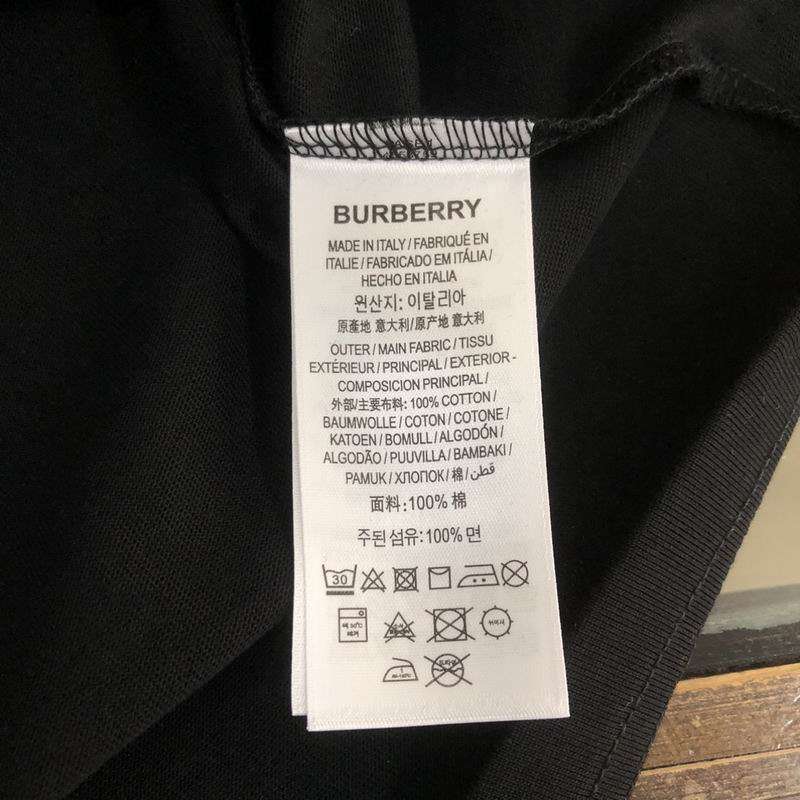 BURBERRY
MADE IN ITALY / FABRIQUÉ EN
ITALIE / FABRICADO EM ITÁLIA /
HECHO EN ITALIA
원산지: 이탈리아
原產地 意大利/原产地 意大利
OUTER / MAIN FABRIC / TISSU
EXTÉRIEUR / PRINCIPAL / EXTERIOR -
COMPOSICION PRINCIPAL /
外部/主要布料: 100% COTTON /
BAUMWOLLE / COTON / COTONE /
KATOEN / BOMULL / ALGODÓN /
ALGODÃO / PUUVILLA / BAMBAKI /
PAMUK / ХЛОПОК / 棉 / قطن
面料: 100% 棉
주된 섬유: 100% 면
30